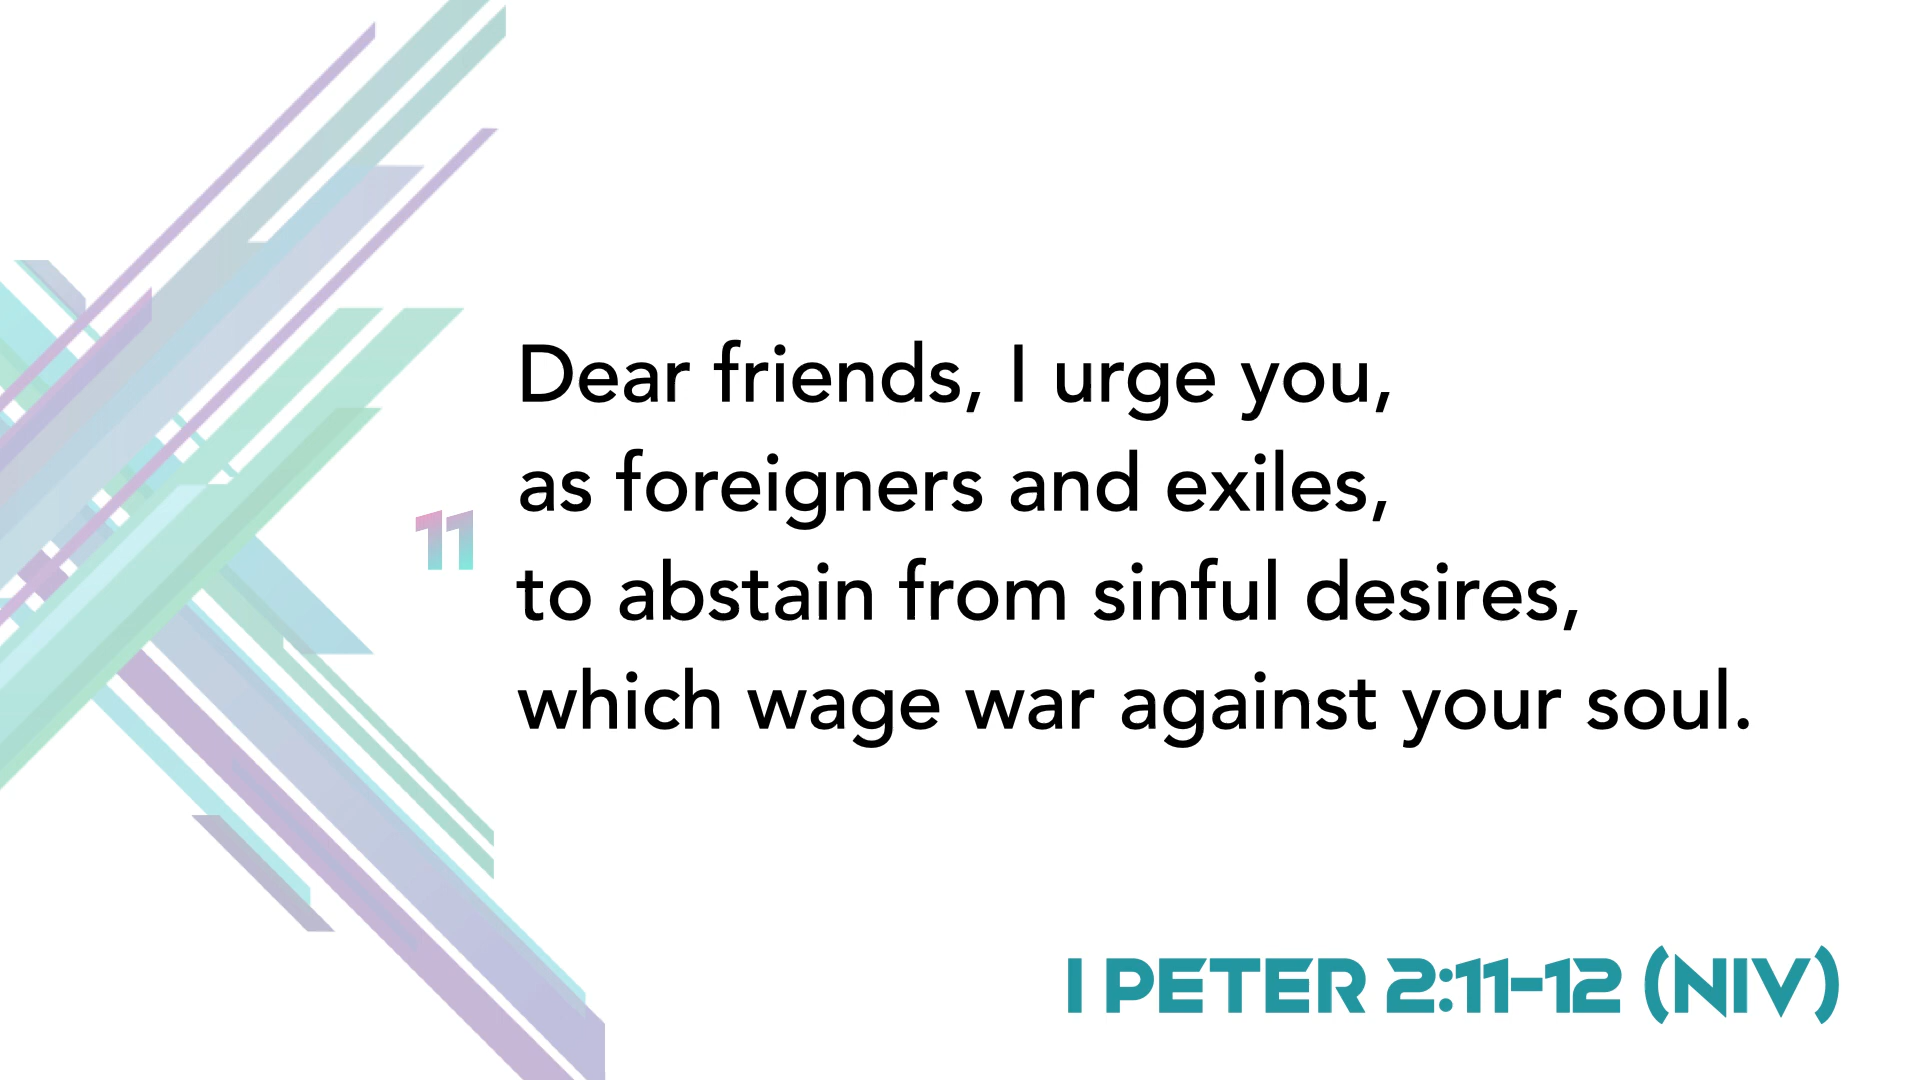 11
Dear friends, I urge you,
as foreigners and exiles,
to abstain from sinful desires,
which wage war against your soul.
I PETER 2:11-12 (NIV)